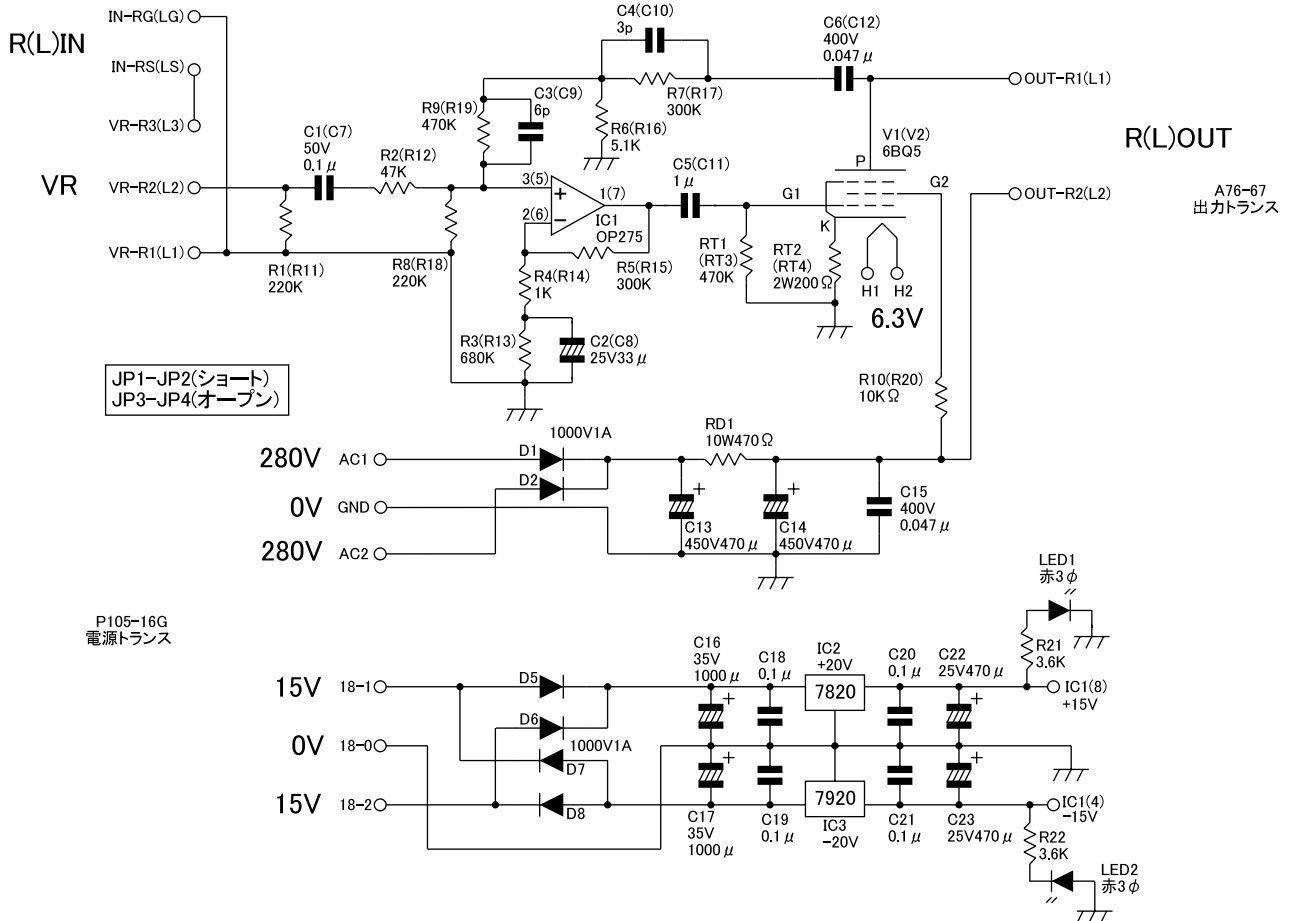 IN-RG(LG)
R(L)IN
IN-RS(LS)
VR-R3(L3)
VR
VR-R2(L2)
VR-R1(L1)
C1(C7)
50V
0.1μ
R2(R12)
47K
R1(R11)
220K
R8(R18)
220K
R9(R19)
470K
C3(C9)
6p
C4(C10)
3p
R7(R17)
300K
R6(R16)
5.1K
C6(C12)
400V
0.047μ
OUT-R1(L1)
R(L)OUT
OUT-R2(L2)
A76-67
出力トランス
V1(V2)
6BQ5
P
G2
G1
K
H1
H2
6.3V
3(5)
2(6)
1(7)
+
−
IC1
OP275
C5(C11)
1μ
R5(R15)
300K
R4(R14)
1K
R3(R13)
680K
C2(C8)
25V33μ
RT1
(RT3)
470K
RT2
(RT4)
2W200Ω
R10(R20)
10KΩ
JP1-JP2(ショート)
JP3-JP4(オープン)
280V AC1
0V GND
280V AC2
1000V1A
D1
D2
RD1
10W470Ω
+
C13
450V470μ
+
C14
450V470μ
C15
400V
0.047μ
P105-16G
電源トランス
15V 18-1
0V 18-0
15V 18-2
D5
D6
1000V1A
D7
D8
C16
35V
1000μ
+
C18
0.1μ
IC2
+20V
7820
C20
0.1μ
C22
25V470μ
+
LED1
赤3φ
R21
3.6K
IC1(8)
+15V
+
C17
35V
1000μ
C19
0.1μ
7920
IC3
-20V
C21
0.1μ
+
C23
25V470μ
IC1(4)
-15V
R22
3.6K
LED2
赤3φ